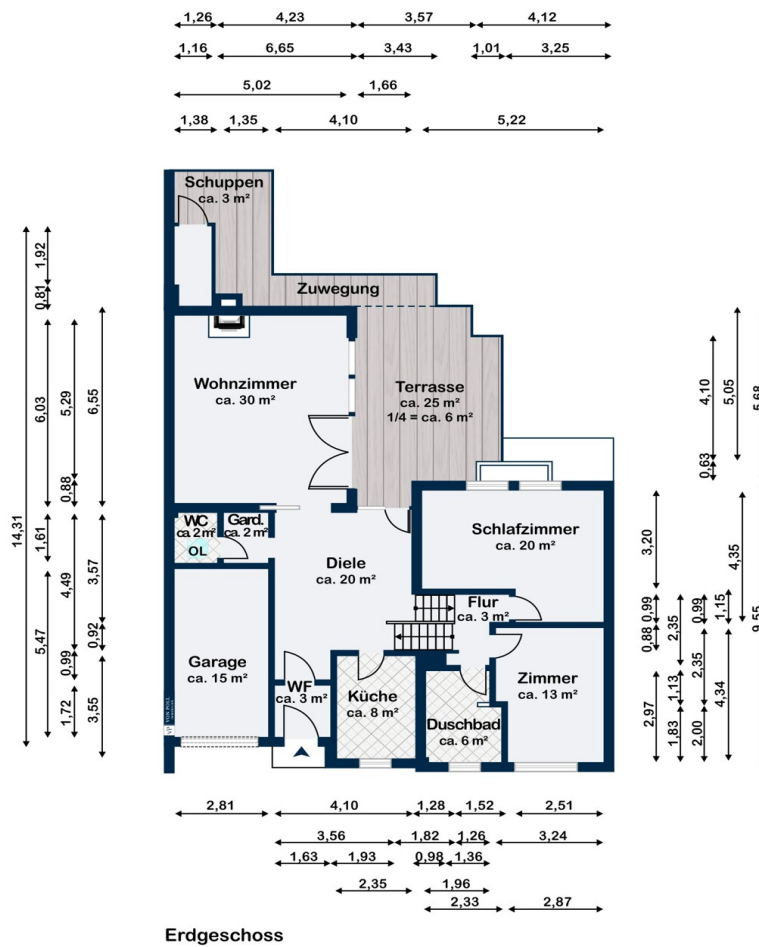 1,26 4,23 3,57 4,12
1,16 6,65 3,43 1,01 3,25
5,02 1,66
1,38 1,35 4,10 5,22
Schuppen
ca. 3 m²
Zuwegung
Wohnzimmer
ca. 30 m²
Terrasse
ca. 25 m²
1/4 = ca. 6 m²
WC
ca 2 m²
OL
Gard.
ca. 2 m²
Diele
ca. 20 m²
Schlafzimmer
ca. 20 m²
Flur
ca. 3 m²
Garage
ca. 15 m²
WF
ca. 3 m²
Küche
ca. 8 m²
Duschbad
ca. 6 m²
Zimmer
ca. 13 m²
14,31
1,92
0,81
6,03
1,61
5,47
5,29
0,88
4,49
0,99
1,72
6,55
3,57
0,92
3,55
3,20
0,99
0,88
2,97
2,35
1,13
1,83
4,10
0,63
0,99
2,35
2,00
5,05
4,35
1,15
4,34
5,68
9,55
2,81 4,10 1,28 1,52 2,51
3,56 1,82 1,26 3,24
1,63 1,93 0,98 1,36
2,35 1,96
2,33 2,87
Erdgeschoss